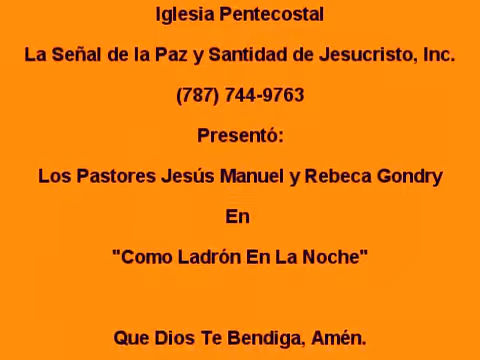 Iglesia Pentecostal
La Señal de la Paz y Santidad de Jesucristo, Inc.
(787) 744-9763
Presentó:
Los Pastores Jesús Manuel y Rebeca Gondry
En
"Como Ladrón En La Noche"
Que Dios Te Bendiga, Amén.